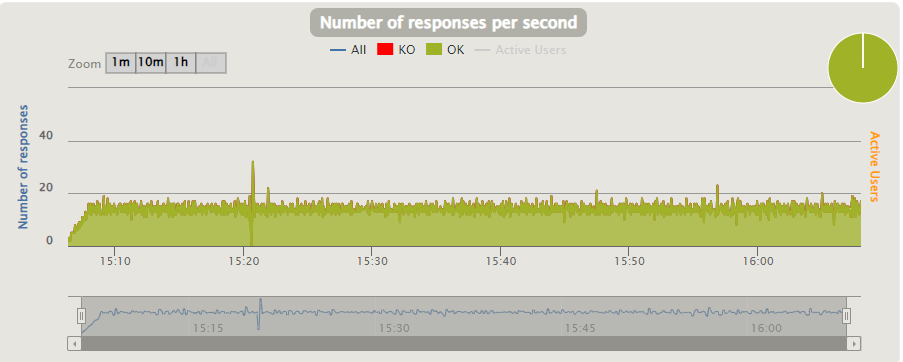 Number of responses per second
All KO OK Active Users
Zoom 1m 10m 1h All
Number of responses
Active Users
40
20
0
15:10 15:20 15:30 15:40 15:50 16:00
15:15 15:30 15:45 16:00